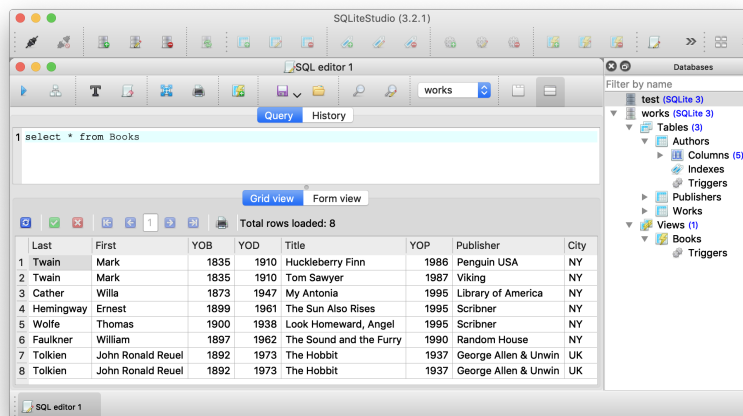 SQLiteStudio (3.2.1)
SQL editor 1
Databases
Filter by name
T
works
test (SQLite 3)
works (SQLite 3)
Tables (3)
Authors
Columns (5)
Indexes
Triggers
Publishers
Works
Views (1)
Books
Triggers
Query History
1 select * from Books
Grid view Form view
1 Total rows loaded: 8
Last First YOB YOD Title YOP Publisher City
1 Twain Mark 1835 1910 Huckleberry Finn 1986 Penguin USA NY
2 Twain Mark 1835 1910 Tom Sawyer 1987 Viking NY
3 Cather Willa 1873 1947 My Antonia 1995 Library of America NY
4 Hemingway Ernest 1899 1961 The Sun Also Rises 1995 Scribner NY
5 Wolfe Thomas 1900 1938 Look Homeward, Angel 1995 Scribner NY
6 Faulkner William 1897 1962 The Sound and the Furry 1990 Random House NY
7 Tolkien John Ronald Reuel 1892 1973 The Hobbit 1937 George Allen & Unwin UK
8 Tolkien John Ronald Reuel 1892 1973 The Hobbit 1937 George Allen & Unwin UK
SQL editor 1